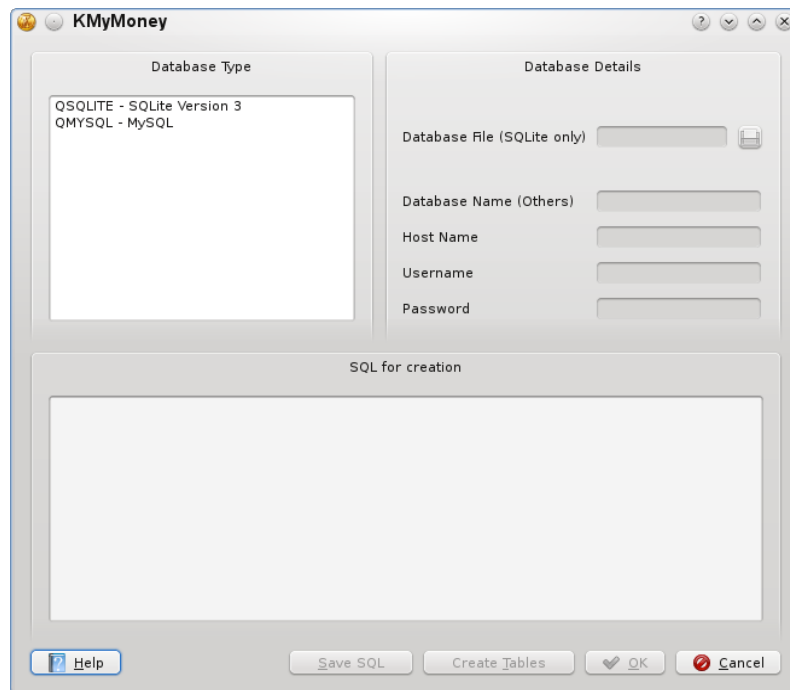 KMyMoney
Database Type
QSQLITE - SQLite Version 3
QMYSQL - MySQL
Database Details
Database File (SQLite only)
Database Name (Others)
Host Name
Username
Password
SQL for creation
Help
Save SQL
Create Tables
OK
Cancel